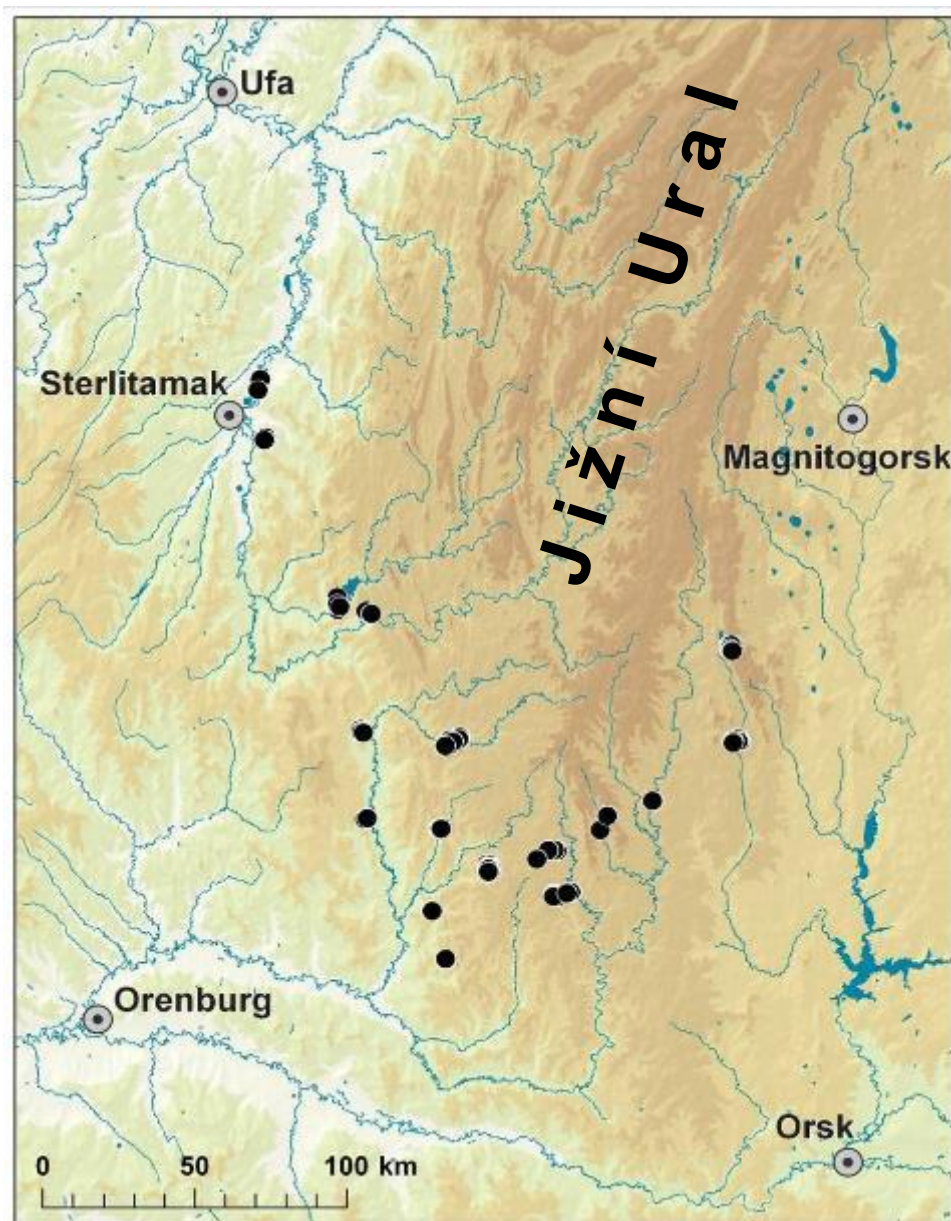 Ufa
Jižní Ural
Sterlitamak
Magnitogorsk
Orenburg
Orsk
0 50 100 km